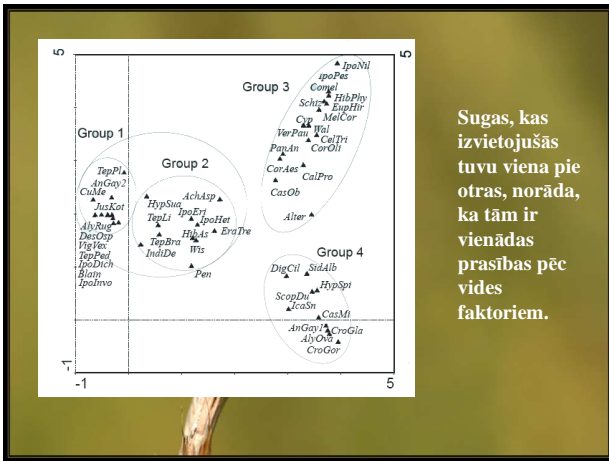 5
5
IpoNil
IpoPes
Group 3
Comel
HibPhy
Schiz
EupHir
MelCor
Cyp
Wal
VerPau
CelTri
Group 1
PanAn
CorOli
Group 2
CorAes
CalPro
TepPl
AnGay2
CasOb
CuMe
HypSua
AchAsp
JusKot
IpoEri
TepLi
IpoHet
Alter
AlyRug
HibAs
EraTre
DesOsp
TepBra
Wis
VigVex
IndiDe
Group 4
TepPed
IpoDich
Pen
DigCil
SidAlb
Blain
IpoInvo
HypSpi
ScopDu
IcaSn
CasMi
AnGay1
CroGla
AlyOva
CroGor
-1
-1
5
Sugas, kas
izvietojušās
tuvu viena pie
otras, norāda,
ka tām ir
vienādas
prasības pēc
vides
faktoriem.